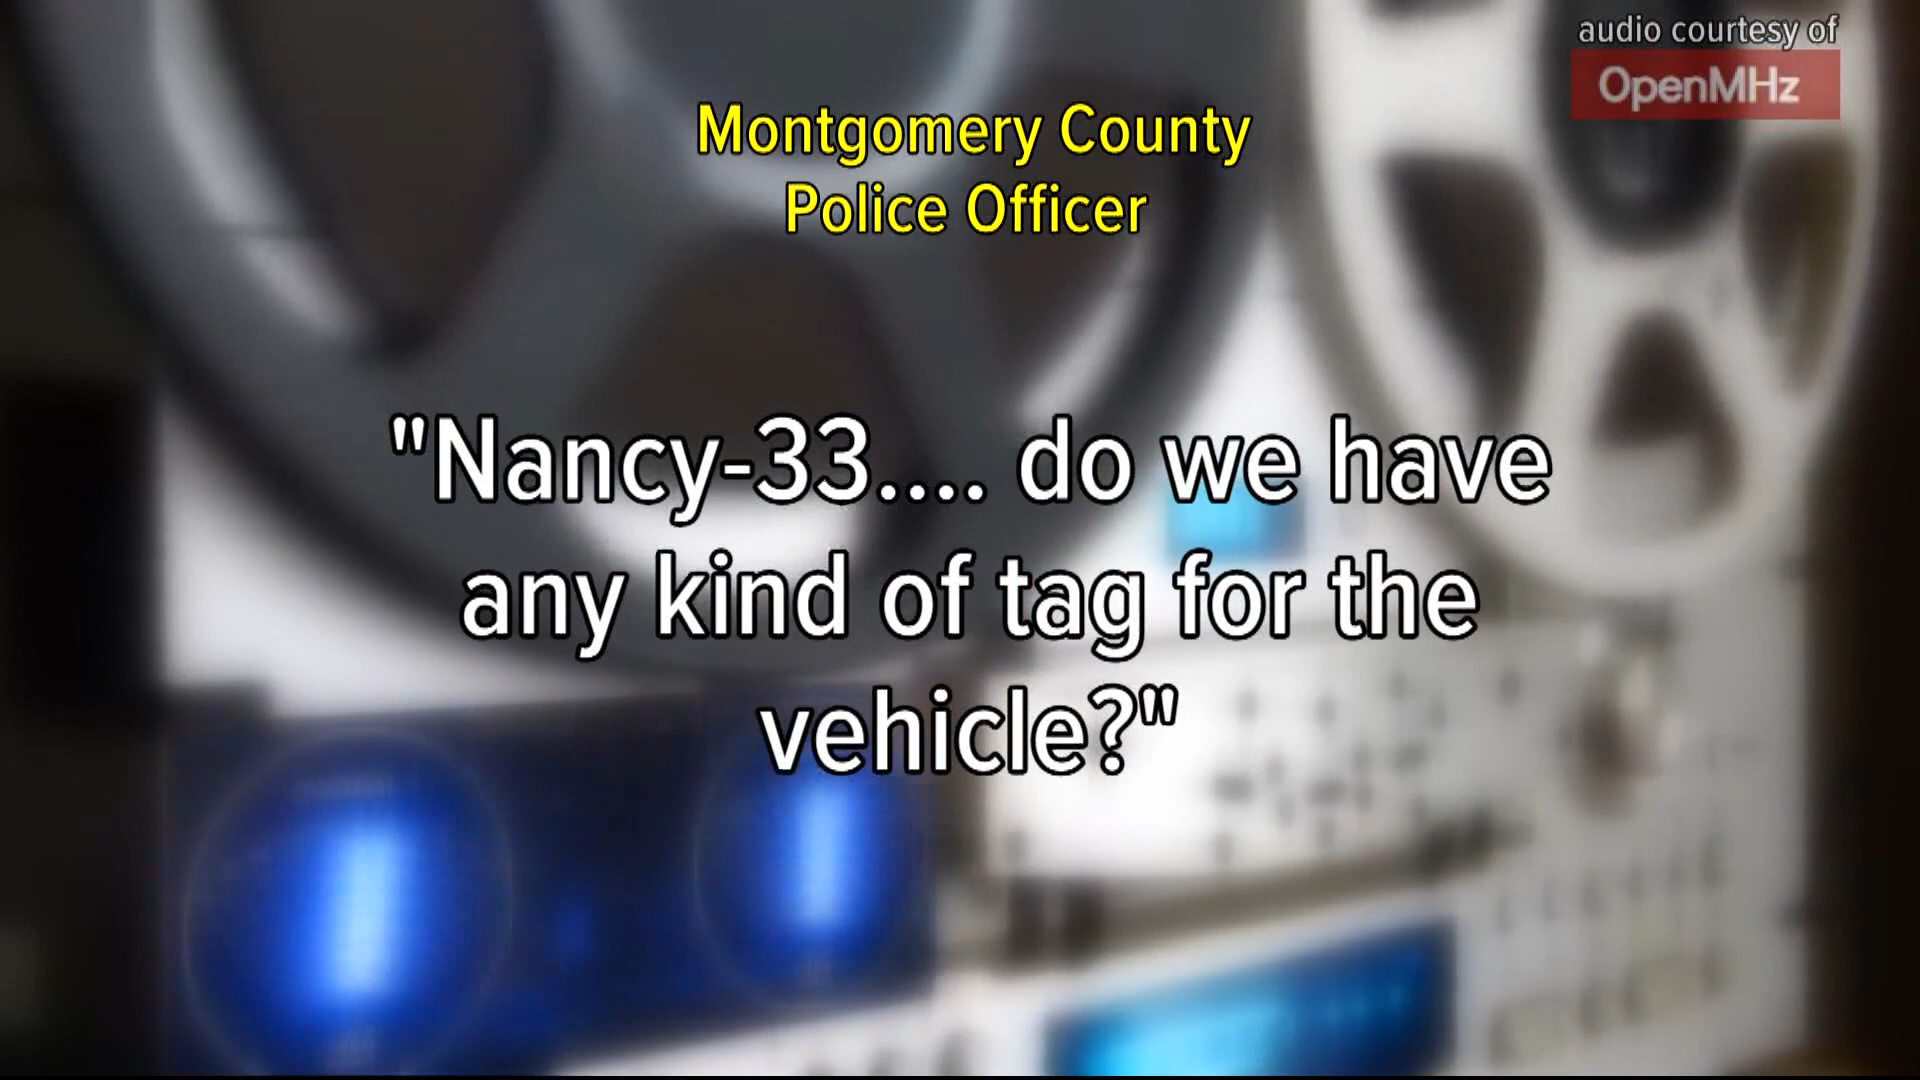 audio courtesy of
OpenMHz
Montgomery County
Police Officer
"Nancy-33.... do we have
any kind of tag for the
vehicle?"